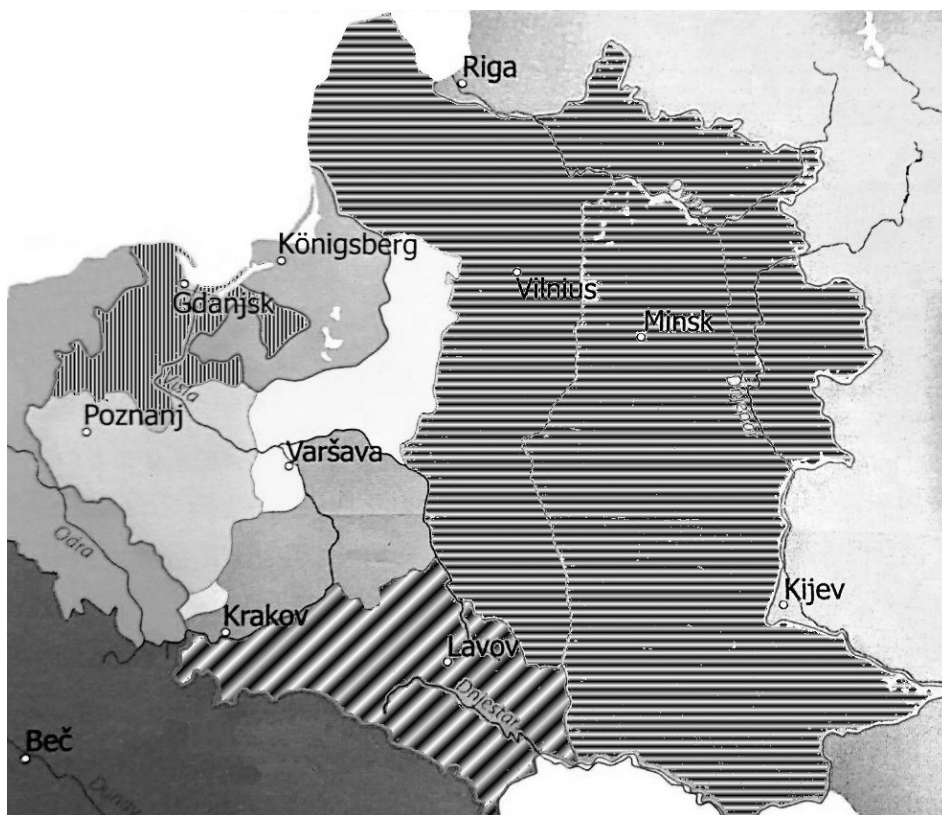 Riga
Königsberg
Gdanjsk
Vilnius
Minsk
Visla
Poznanj
Varšava
Odra
Kijev
Krakov
Lavov
Dnjestar
Beč
Dunav